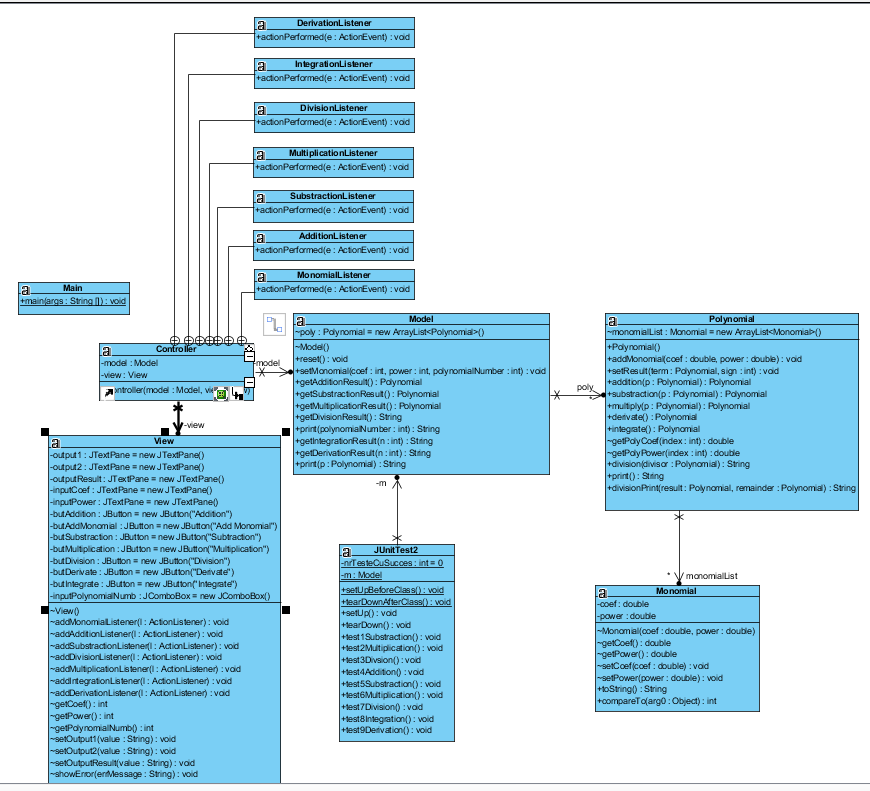 DerivationListener
+actionPerformed(e : ActionEvent) : void
IntegrationListener
+actionPerformed(e : ActionEvent) : void
DivisionListener
+actionPerformed(e : ActionEvent) : void
MultiplicationListener
+actionPerformed(e : ActionEvent) : void
SubstractionListener
+actionPerformed(e : ActionEvent) : void
AdditionListener
+actionPerformed(e : ActionEvent) : void
MonomialListener
+actionPerformed(e : ActionEvent) : void
Main
+main(args : String []) : void
Controller
-model : Model
-view : View
ontroller(model : Model,
-model
-view
Model
~poly : Polynomial = new ArrayList<Polynomial>()
~Model()
+reset() : void
+setMonomial(coef : int, power : int, polynomialNumber : int) : void
+getAdditionResult() : Polynomial
+getSubstractionResult() : Polynomial
+getMultiplicationResult() : Polynomial
+getDivisionResult() : String
+print(polynomialNumber : int) : String
+getIntegrationResult(n : int) : String
+getDerivationResult(n : int) : String
+print(p : Polynomial) : String
poly
Polynomial
~monomialList : Monomial = new ArrayList<Monomial>()
+Polynomial()
+addMonomial(coef : double, power : double) : void
+setResult(term : Polynomial, sign : int) : void
+addition(p : Polynomial) : Polynomial
+substraction(p : Polynomial) : Polynomial
+multiply(p : Polynomial) : Polynomial
+derivate() : Polynomial
+integrate() : Polynomial
~getPolyCoef(index : int) : double
~getPolyPower(index : int) : double
+division(divisor : Polynomial) : String
+print() : String
+divisionPrint(result : Polynomial, remainder : Polynomial) : String
* monomialList
Monomial
-coef : double
-power : double
~Monomial(coef : double, power : double)
~getCoef() : double
~getPower() : double
~setCoef(coef : double) : void
~setPower(power : double) : void
+toString() : String
+compareTo(arg0 : Object) : int
View
-output1 : JTextPane = new JTextPane()
-output2 : JTextPane = new JTextPane()
-outputResult : JTextPane = new JTextPane()
-inputCoef : JTextPane = new JTextPane()
-inputPower : JTextPane = new JTextPane()
-butAddition : JButton = new JButton("Addition")
-butAddMonomial : JButton = new JButton("Add Monomial")
-butSubstraction : JButton = new JButton("Subtraction")
-butMultiplication : JButton = new JButton("Multiplication")
-butDivision : JButton = new JButton("Division")
-butDerivate : JButton = new JButton("Derivate")
-butIntegrate : JButton = new JButton("Integrate")
-inputPolynomialNumb : JComboBox = new JComboBox()
~View()
~addMonomialListener(l : ActionListener) : void
~addAdditionListener(l : ActionListener) : void
~addSubstractionListener(l : ActionListener) : void
~addDivisionListener(l : ActionListener) : void
~addMultiplicationListener(l : ActionListener) : void
~addIntegrationListener(l : ActionListener) : void
~addDerivationListener(l : ActionListener) : void
~getCoef() : int
~getPower() : int
~getPolynomialNumb() : int
~setOutput1(value : String) : void
~setOutput2(value : String) : void
~setOutputResult(value : String) : void
~showError(errMessage : String) : void
-m
JUnitTest2
-nrTesteCuSucces : int = 0
-m : Model
+setUpBeforeClass() : void
+tearDownAfterClass() : void
+setUp() : void
+tearDown() : void
+test1Substraction() : void
+test2Multiplication() : void
+test3Divsion() : void
+test4Addition() : void
+test5Substraction() : void
+test6Multiplication() : void
+test7Division() : void
+test8Integration() : void
+test9Derivation() : void